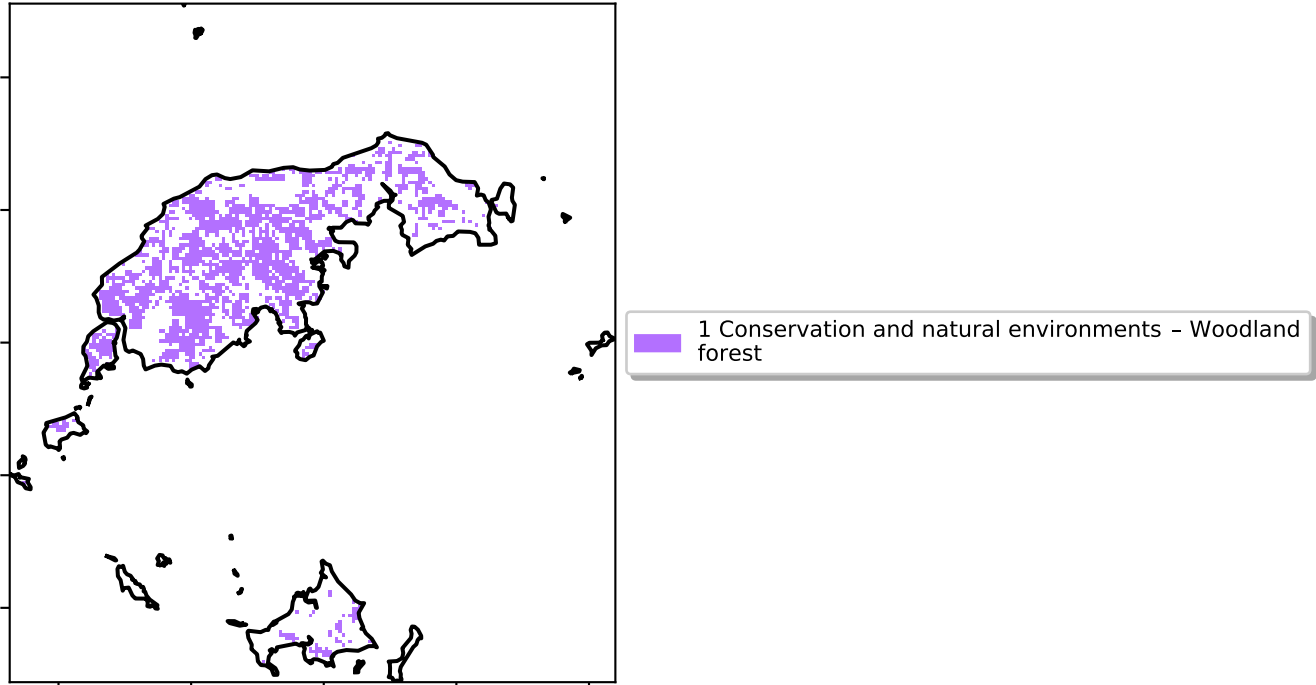 1 Conservation and natural environments – Woodland
forest